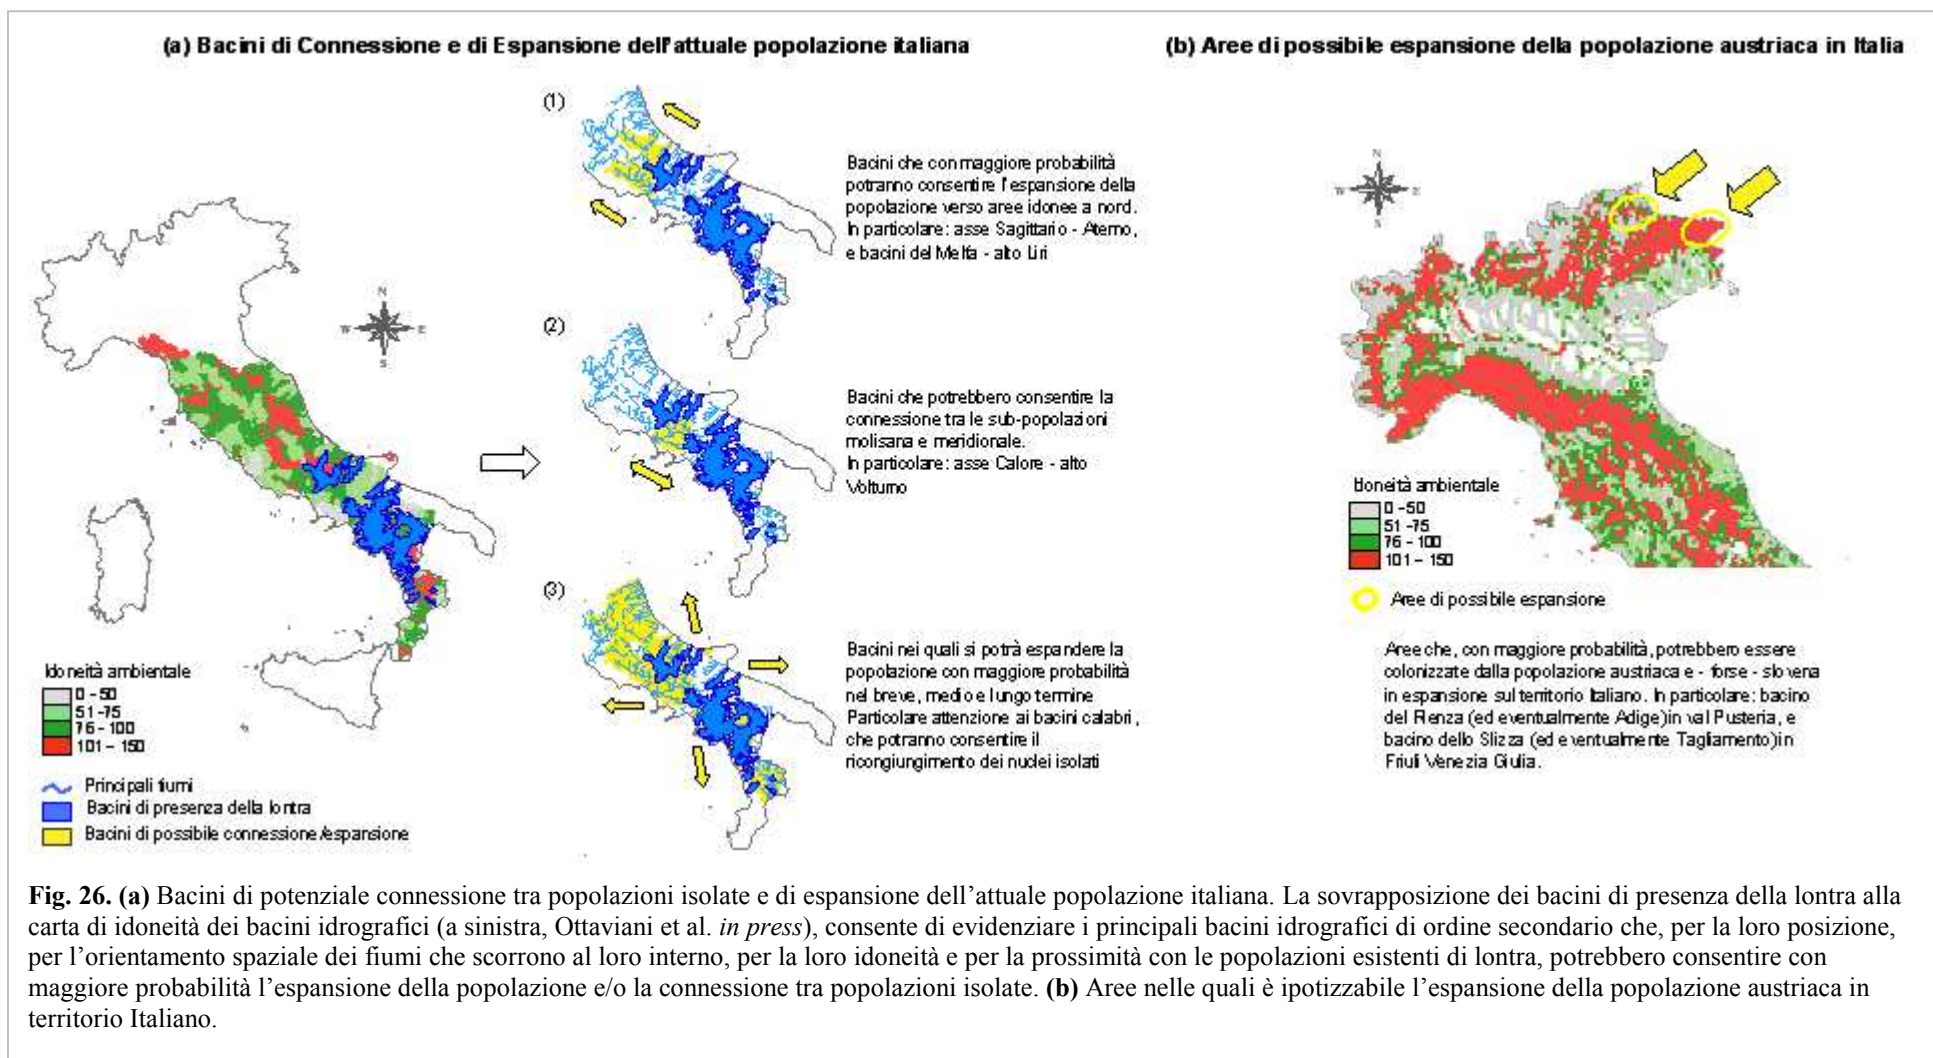 (a) Bacini di Connessione e di Espansione dell'attuale popolazione italiana
(b) Aree di possibile espansione della popolazione austriaca in Italia
(1)
Bacini che con maggiore probabilità
potranno consentire l'espansione della
popolazione verso aree idonee a nord.
In particolare: asse Sagittario - Aterno,
e bacini del Melfa - alto Liri
(2)
Bacini che potrebbero consentire la
connessione tra le sub-popolazioni
molisana e meridionale.
In particolare: asse Calore - alto
Volturno
(3)
Bacini nei quali si potrà espandere la
popolazione con maggiore probabilità
nel breve, medio e lungo termine
Particolare attenzione ai bacini calabri,
che potranno consentire il
ricongiungimento dei nuclei isolati
N
W E
S
Idoneità ambientale
0 - 50
51 -75
76 - 100
101 – 150
Principali fiumi
Bacini di presenza della lontra
Bacini di possibile connessione/espansione
N
W E
S
Idoneità ambientale
0 - 50
51 -75
76 - 100
101 – 150
Aree di possibile espansione
Aree che, con maggiore probabilità, potrebbero essere
colonizzate dalla popolazione austriaca e - forse - slovena
in espansione sul territorio Italiano. In particolare: bacino
del Rienza (ed eventualmente Adige)in val Pusteria, e
bacino dello Slizza (ed eventualmente Tagliamento)in
Friuli Venezia Giulia.
Fig. 26. (a) Bacini di potenziale connessione tra popolazioni isolate e di espansione dell’attuale popolazione italiana. La sovrapposizione dei bacini di presenza della lontra alla
carta di idoneità dei bacini idrografici (a sinistra, Ottaviani et al. in press), consente di evidenziare i principali bacini idrografici di ordine secondario che, per la loro posizione,
per l’orientamento spaziale dei fiumi che scorrono al loro interno, per la loro idoneità e per la prossimità con le popolazioni esistenti di lontra, potrebbero consentire con
maggiore probabilità l’espansione della popolazione e/o la connessione tra popolazioni isolate. (b) Aree nelle quali è ipotizzabile l’espansione della popolazione austriaca in
territorio Italiano.